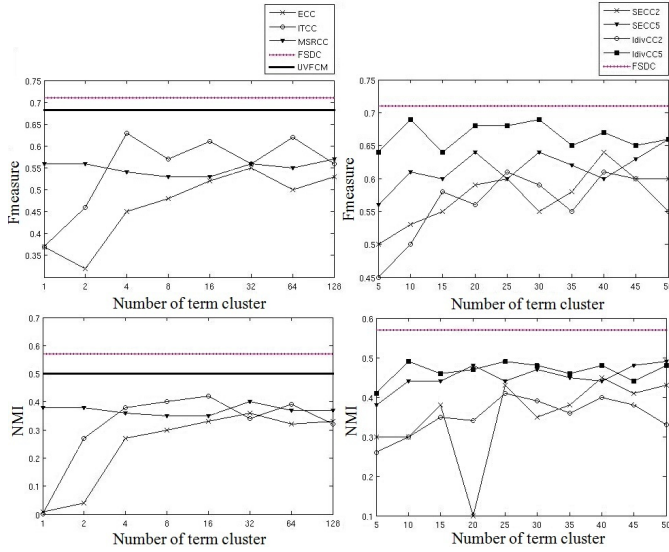 ECC
ITCC
MSRCC
FSDC
UVFCM
SECC2
SECC5
IdivCC2
IdivCC5
FSDC
0.75
0.7
0.65
0.6
0.55
0.5
0.45
0.4
0.35
Fmeasure
1 2 4 8 16 32 64 128
Number of term cluster
0.75
0.7
0.65
0.6
0.55
0.5
0.45
Fmeasure
5 10 15 20 25 30 35 40 45 50
Number of term cluster
0.7
0.6
0.5
0.4
0.3
0.2
0.1
0
NMI
1 2 4 8 16 32 64 128
Number of term cluster
0.6
0.5
0.4
0.3
0.2
0.1
NMI
5 10 15 20 25 30 35 40 45 50
Number of term cluster